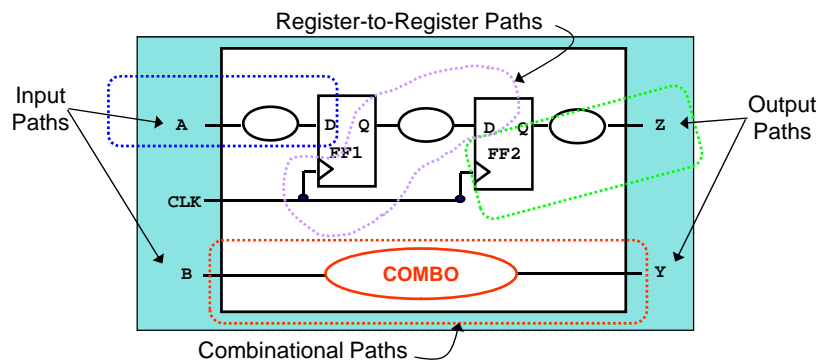 Register-to-Register Paths
Input
Paths
A
D
Q
FF1
D
Q
FF2
Z
Output
Paths
CLK
B
COMBO
Y
Combinational Paths